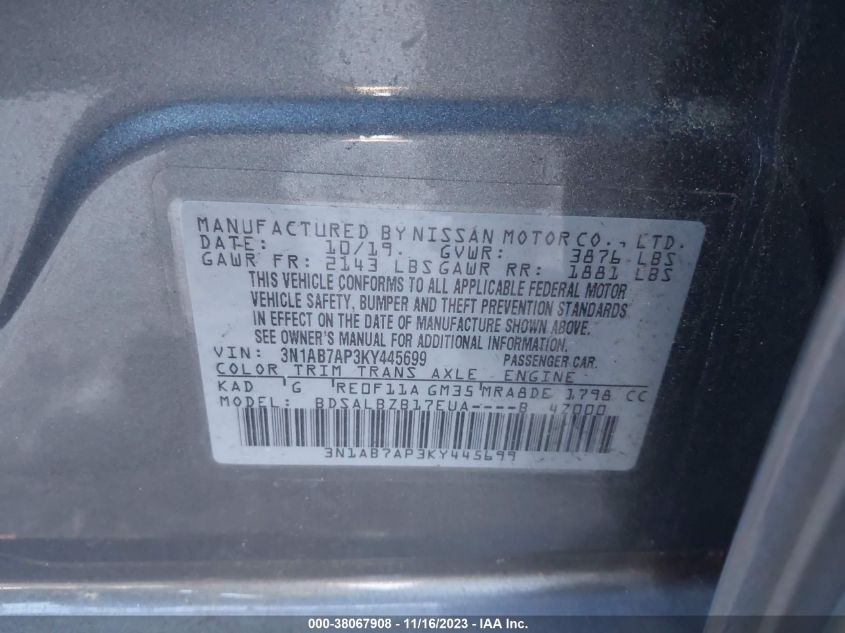 MANUFACTURED BY NISSAN MOTOR CO., LTD.
DATE: 10/19. GVWR: 3876 LBS
GAWR FR: 2143 LBS GAWR RR: 1881 LBS
THIS VEHICLE CONFORMS TO ALL APPLICABLE FEDERAL MOTOR
VEHICLE SAFETY, BUMPER AND THEFT PREVENTION STANDARDS
IN EFFECT ON THE DATE OF MANUFACTURE SHOWN ABOVE.
SEE OWNER'S MANUAL FOR ADDITIONAL INFORMATION.
VIN: 3N1AB7AP3KY445699 PASSENGER CAR.
COLOR TRIM TRANS AXLE ENGINE
KAD G RE0F11A GM35 MRA8DE 1798 CC
MODEL: BDSALBZB17EUA----B 47000
3N1AB7AP3KY445699
000-38067908 - 11/16/2023 - IAA Inc.